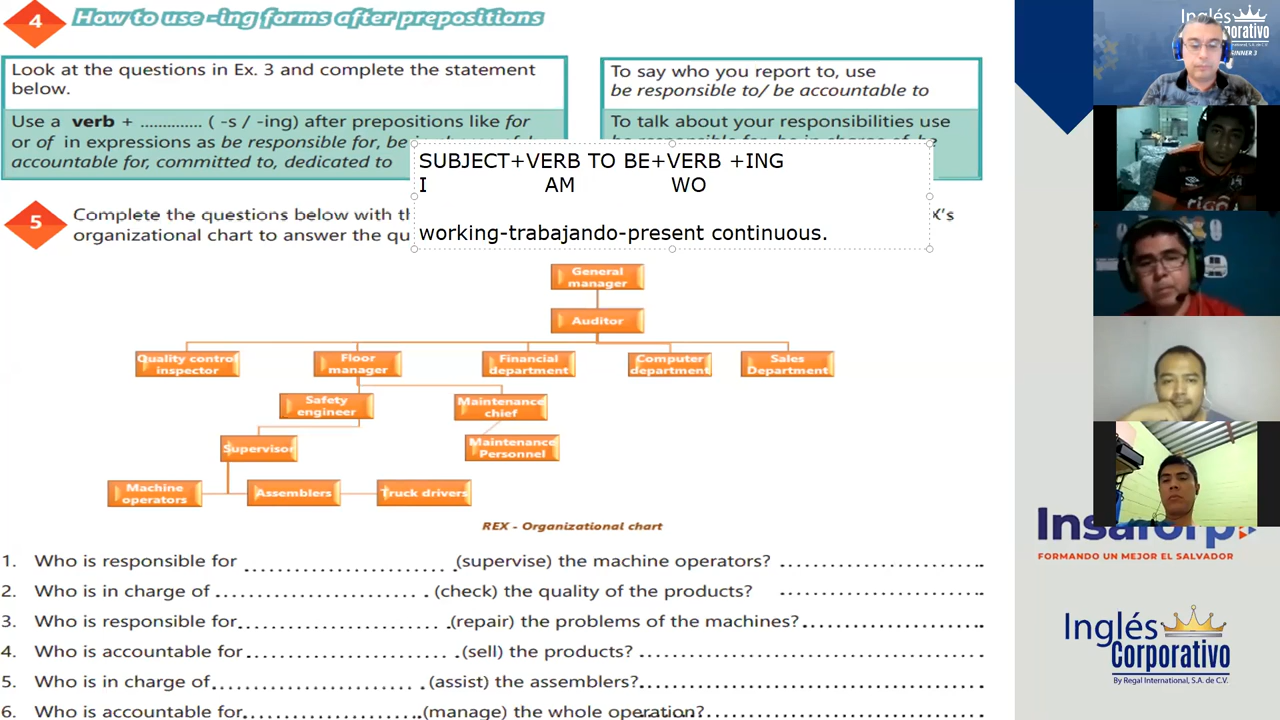 4 How to use -ing forms after prepositions
Look at the questions in Ex. 3 and complete the statement
below.
Use a verb + ............. ( -s / -ing) after prepositions like for
or of in expressions as be responsible for, be
accountable for, committed to, dedicated to
To say who you report to, use
be responsible to/ be accountable to
To talk about your responsibilities use
SUBJECT+VERB TO BE+VERB +ING
I AM WO
working-trabajando-present continuous.
5 Complete the questions below with th X's
organizational chart to answer the qu
General
manager
Auditor
Quality control
inspector
Floor
manager
Financial
department
Computer
department
Sales
Department
Safety
engineer
Maintenance
chief
Supervisor
Maintenance
Personnel
Machine
operators
Assemblers
Truck drivers
REX - Organizational chart
1. Who is responsible for ........................ (supervise) the machine operators? ........................
2. Who is in charge of ......................... (check) the quality of the products? ........................
3. Who is responsible for......................... (repair) the problems of the machines?.....................
4. Who is accountable for......................... (sell) the products? ........................................
5. Who is in charge of......................... (assist) the assemblers?........................................
6. Who is accountable for......................(manage) the whole operation?................................
Inglés
Corporativo
NNER 3
Insaforp
FORMANDO UN MEJOR EL SALVADOR
Inglés
Corporativo
By Regal International, S.A. de C.V.